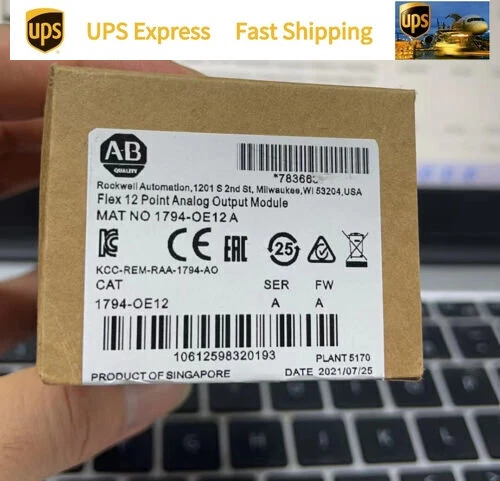 ups UPS Express Fast Shipping ups
AB
QUALITY
*78366
Rockwell Automation,1201 S 2nd St, Milwaukee,WI 53204,USA
Flex 12 Point Analog Output Module
MAT NO 1794-OE12 A
CE EAC 25
KCC-REM-RAA-1794-AO
CAT SER FW
1794-OE12 A A
10612598320193 PLANT 5170
PRODUCT OF SINGAPORE DATE 2021/07/25